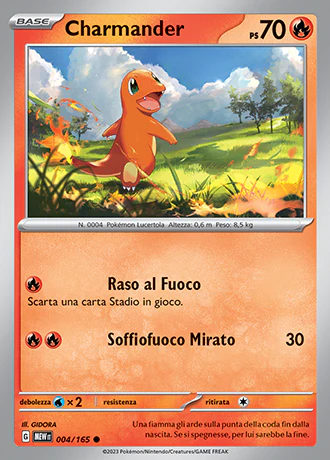 BASE
Charmander
PS 70
N. 0004 Pokémon Lucertola Altezza: 0,6 m Peso: 8,5 kg
Raso al Fuoco
Scarta una carta Stadio in gioco.
Soffiofuoco Mirato 30
debolezza ×2 resistenza ritirata
Ill. GIDORA
G MEW IT 004/165
Una fiamma gli arde sulla punta della coda fin dalla
nascita. Se si spegnesse, per lui sarebbe la fine.
©2023 Pokémon/Nintendo/Creatures/GAME FREAK